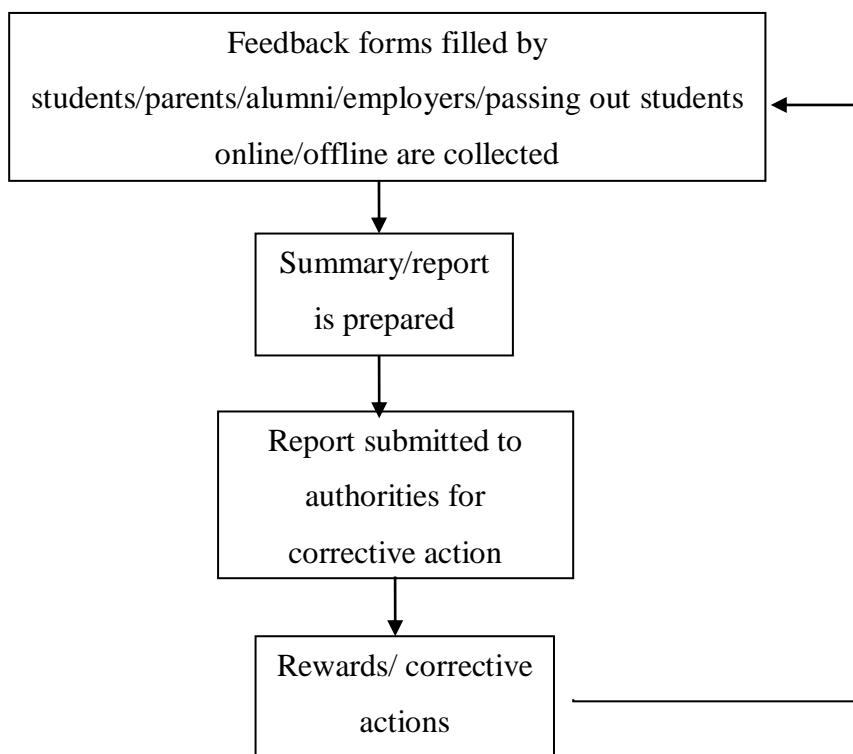 Feedback forms filled by
students/parents/alumni/employers/passing out students
online/offline are collected
Summary/report
is prepared
Report submitted to
authorities for
corrective action
Rewards/ corrective
actions